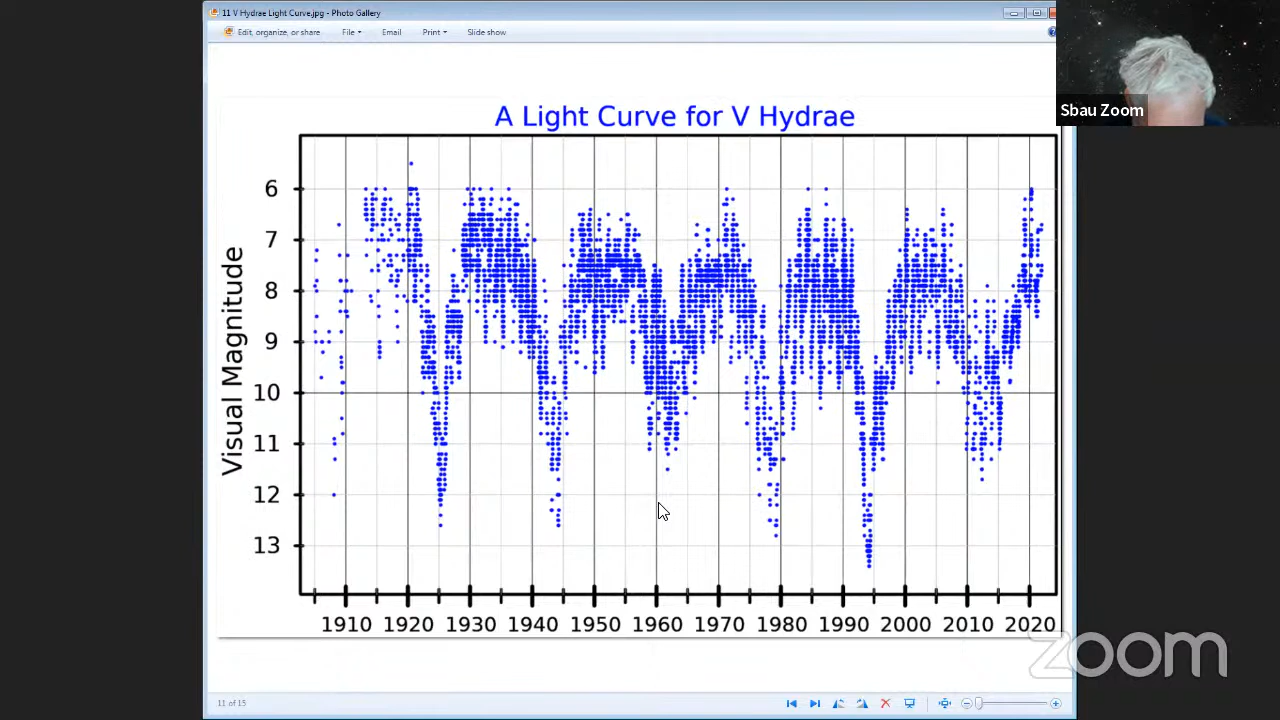 11 V Hydrae Light Curve.jpg - Photo Gallery
Edit, organize, or share File Email Print Slide show
Sbau Zoom
A Light Curve for V Hydrae
Visual Magnitude
6
7
8
9
10
11
12
13
1910 1920 1930 1940 1950 1960 1970 1980 1990 2000 2010 2020
zoom
11 of 15